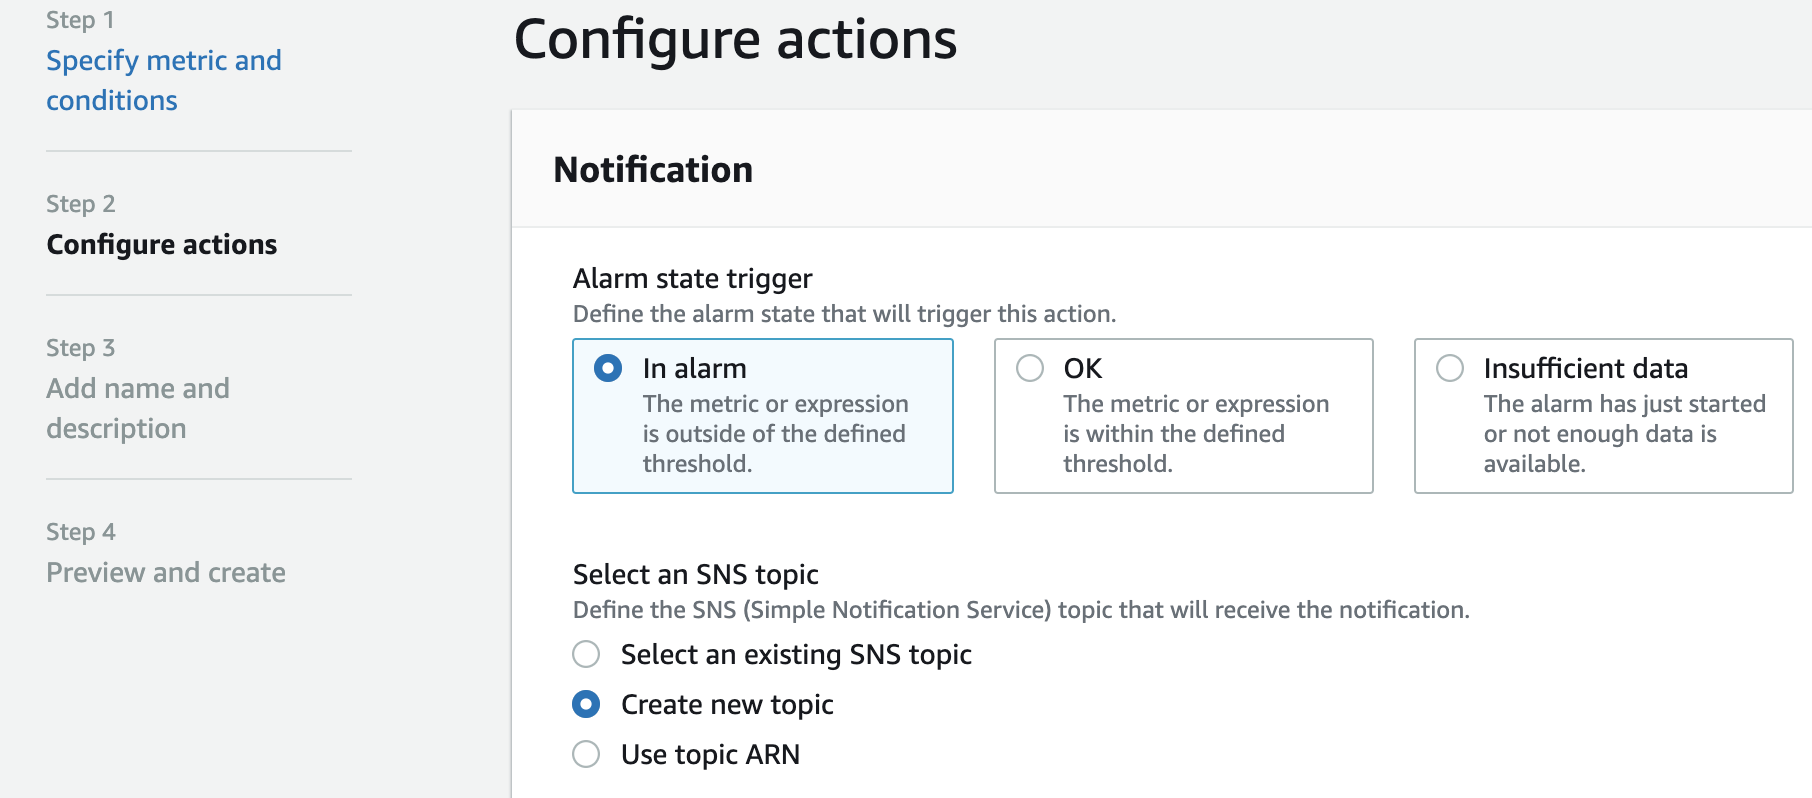 Step 1
Specify metric and
conditions
Step 2
Configure actions
Step 3
Add name and
description
Step 4
Preview and create
Configure actions
Notification
Alarm state trigger
Define the alarm state that will trigger this action.
In alarm
The metric or expression
is outside of the defined
threshold.
OK
The metric or expression
is within the defined
threshold.
Insufficient data
The alarm has just started
or not enough data is
available.
Select an SNS topic
Define the SNS (Simple Notification Service) topic that will receive the notification.
Select an existing SNS topic
Create new topic
Use topic ARN